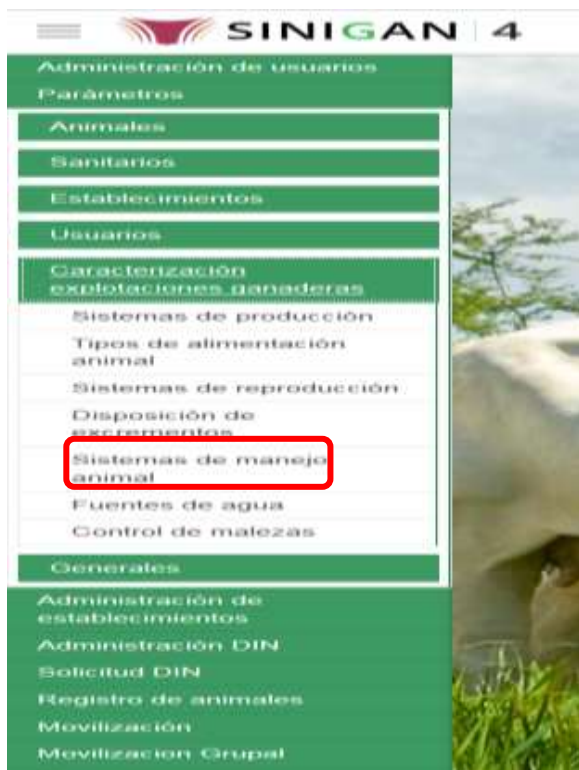 SINIGAN 4
Administración de usuarios
Parámetros
Animales
Sanitarios
Establecimientos
Usuarios
Caracterización
explotaciones ganaderas
Sistemas de producción
Tipos de alimentación
animal
Sistemas de reproducción
Disposición de
excrementos
Sistemas de manejo
animal
Fuentes de agua
Control de malezas
Generales
Administración de
establecimientos
Administración DIN
Solicitud DIN
Registro de animales
Movilización
Movilizacion Grupal